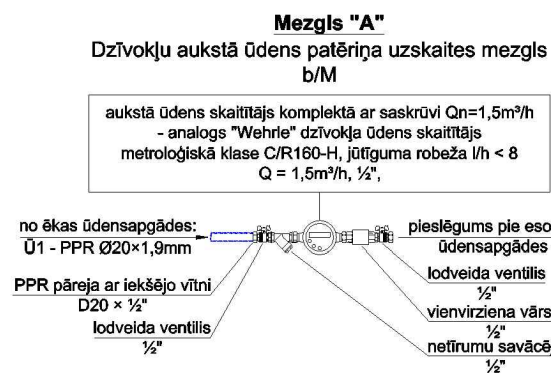 Mezgls "A"
Dzīvokļu aukstā ūdens patēriņa uzskaites mezgls
b/M
aukstā ūdens skaitītājs komplektā ar saskrūvi Qn=1,5m³/h
- analogs "Wehrle" dzīvokļa ūdens skaitītājs
metroloģiskā klase C/R160-H, jūtīguma robeža l/h < 8
Q = 1,5m³/h, ½",
no ēkas ūdensapgādes:
Ū1 - PPR Ø20×1,9mm
PPR pāreja ar iekšējo vītni
D20 × ½"
lodveida ventilis
½"
pieslēgums pie eso
ūdensapgādes
lodveida ventilis
½"
vienvirziena vārs
½"
netīrumu savācē
½"